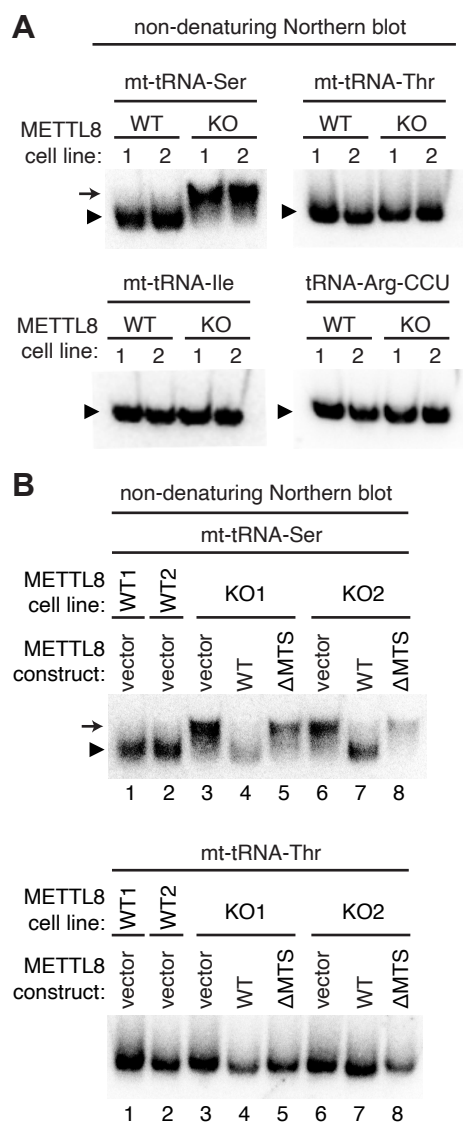 A
non-denaturing Northern blot
mt-tRNA-Ser mt-tRNA-Thr
METTL8 WT KO WT KO
cell line: 1 2 1 2 1 2 1 2
mt-tRNA-Ile tRNA-Arg-CCU
METTL8 WT KO WT KO
cell line: 1 2 1 2 1 2 1 2
B
non-denaturing Northern blot
mt-tRNA-Ser
METTL8 cell line: WT1 WT2 KO1 KO2
METTL8 construct: vector vector vector WT ΔMTS vector WT ΔMTS
1 2 3 4 5 6 7 8
mt-tRNA-Thr
METTL8 cell line: WT1 WT2 KO1 KO2
METTL8 construct: vector vector vector WT ΔMTS vector WT ΔMTS
1 2 3 4 5 6 7 8